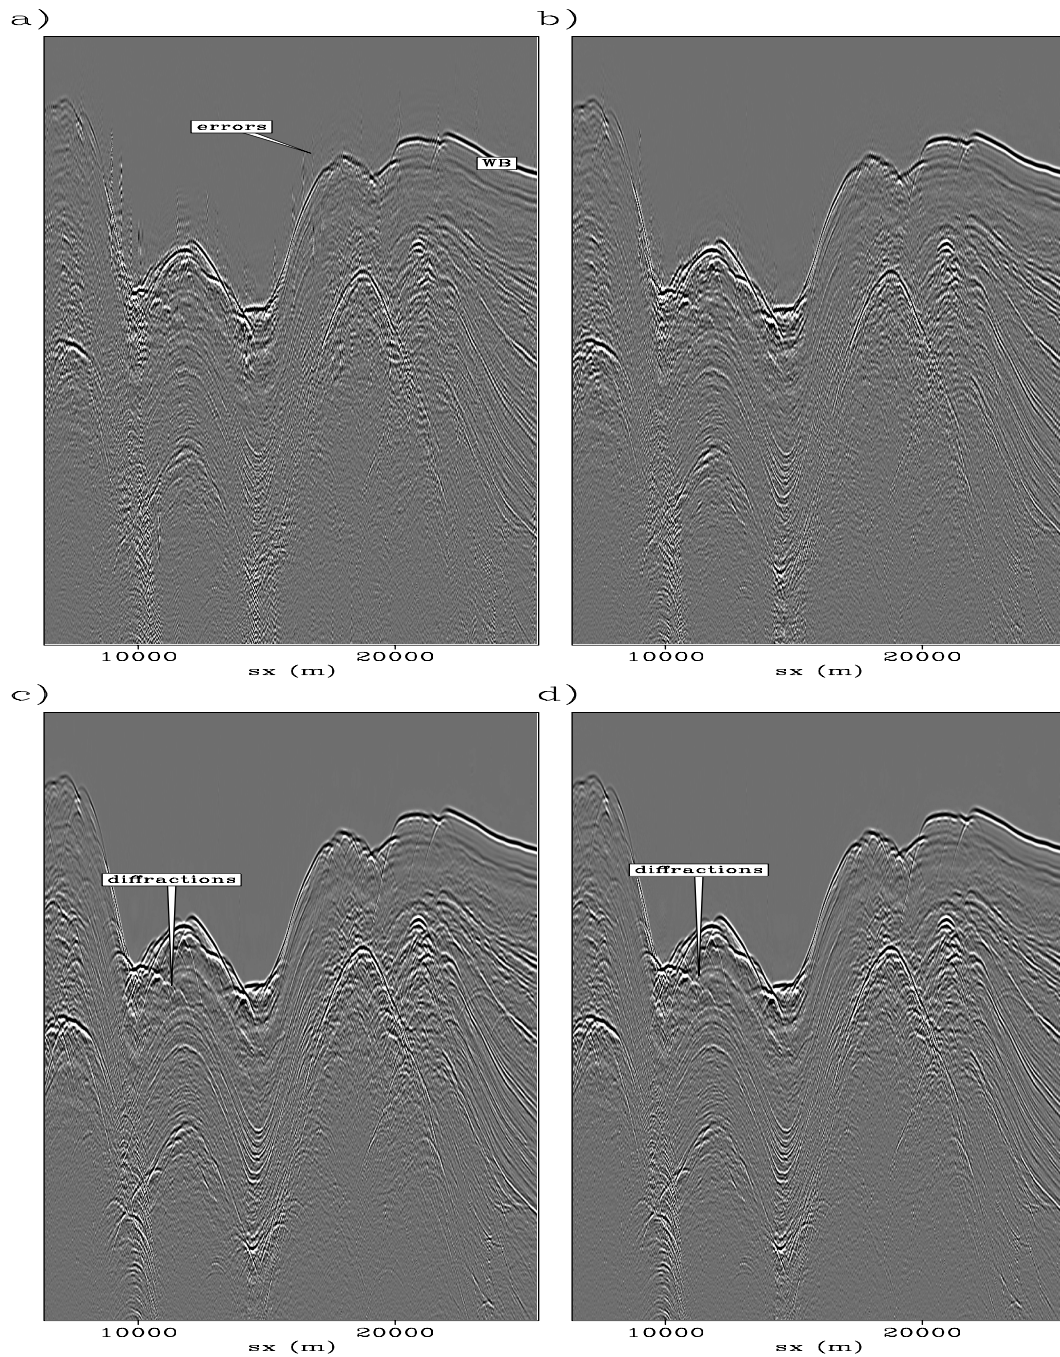 a)
b)
errors
WB
10000 20000
sx (m)
10000 20000
sx (m)
c)
d)
diffractions
diffractions
10000 20000
sx (m)
10000 20000
sx (m)